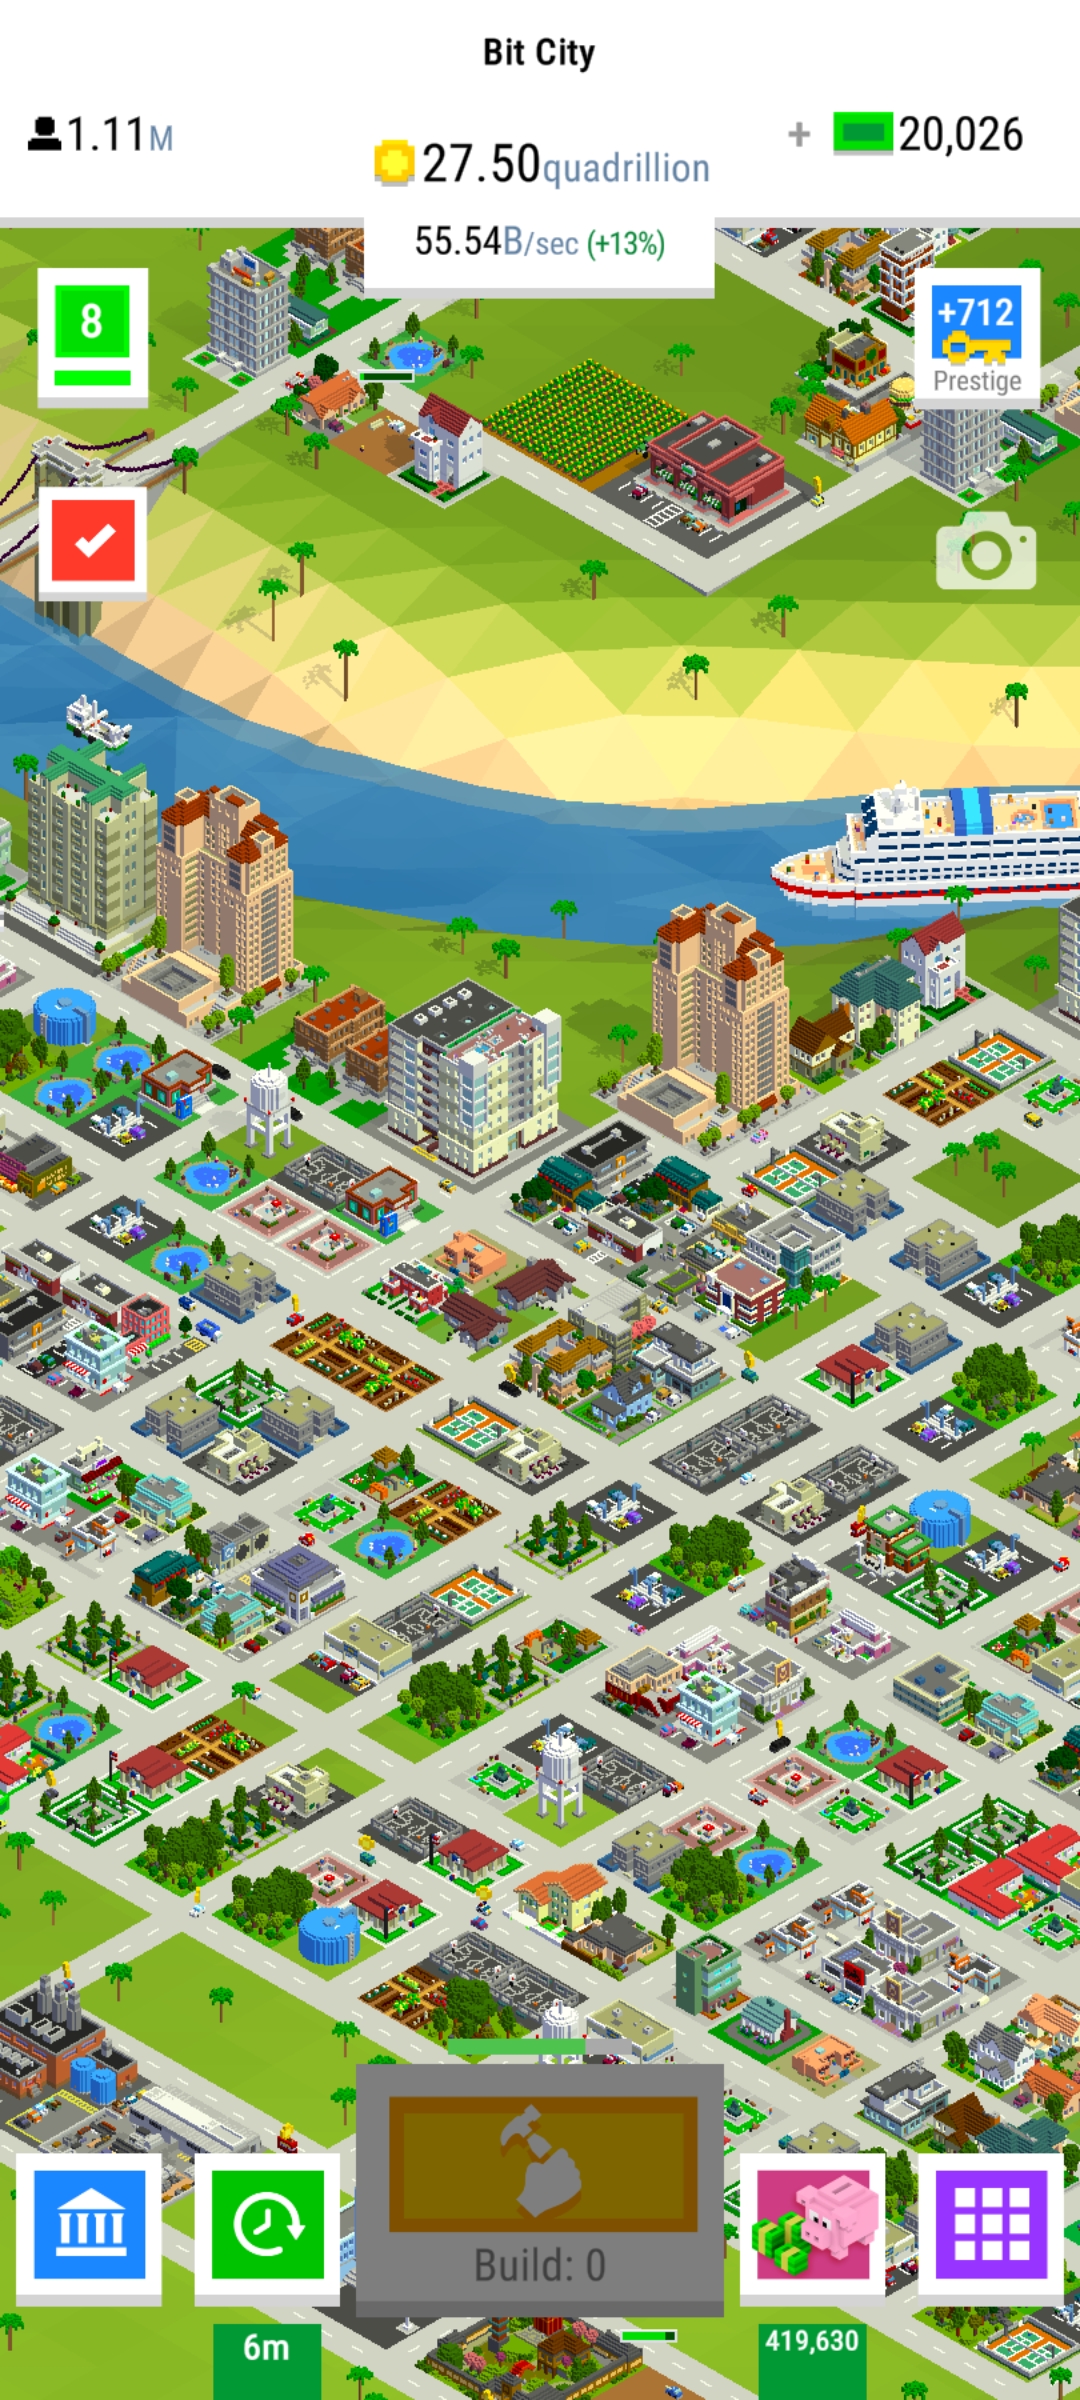 Bit City
1.11M
27.50quadrillion
+ 20,026
55.54B/sec (+13%)
8
+712
Prestige
Build: 0
6m
419,630